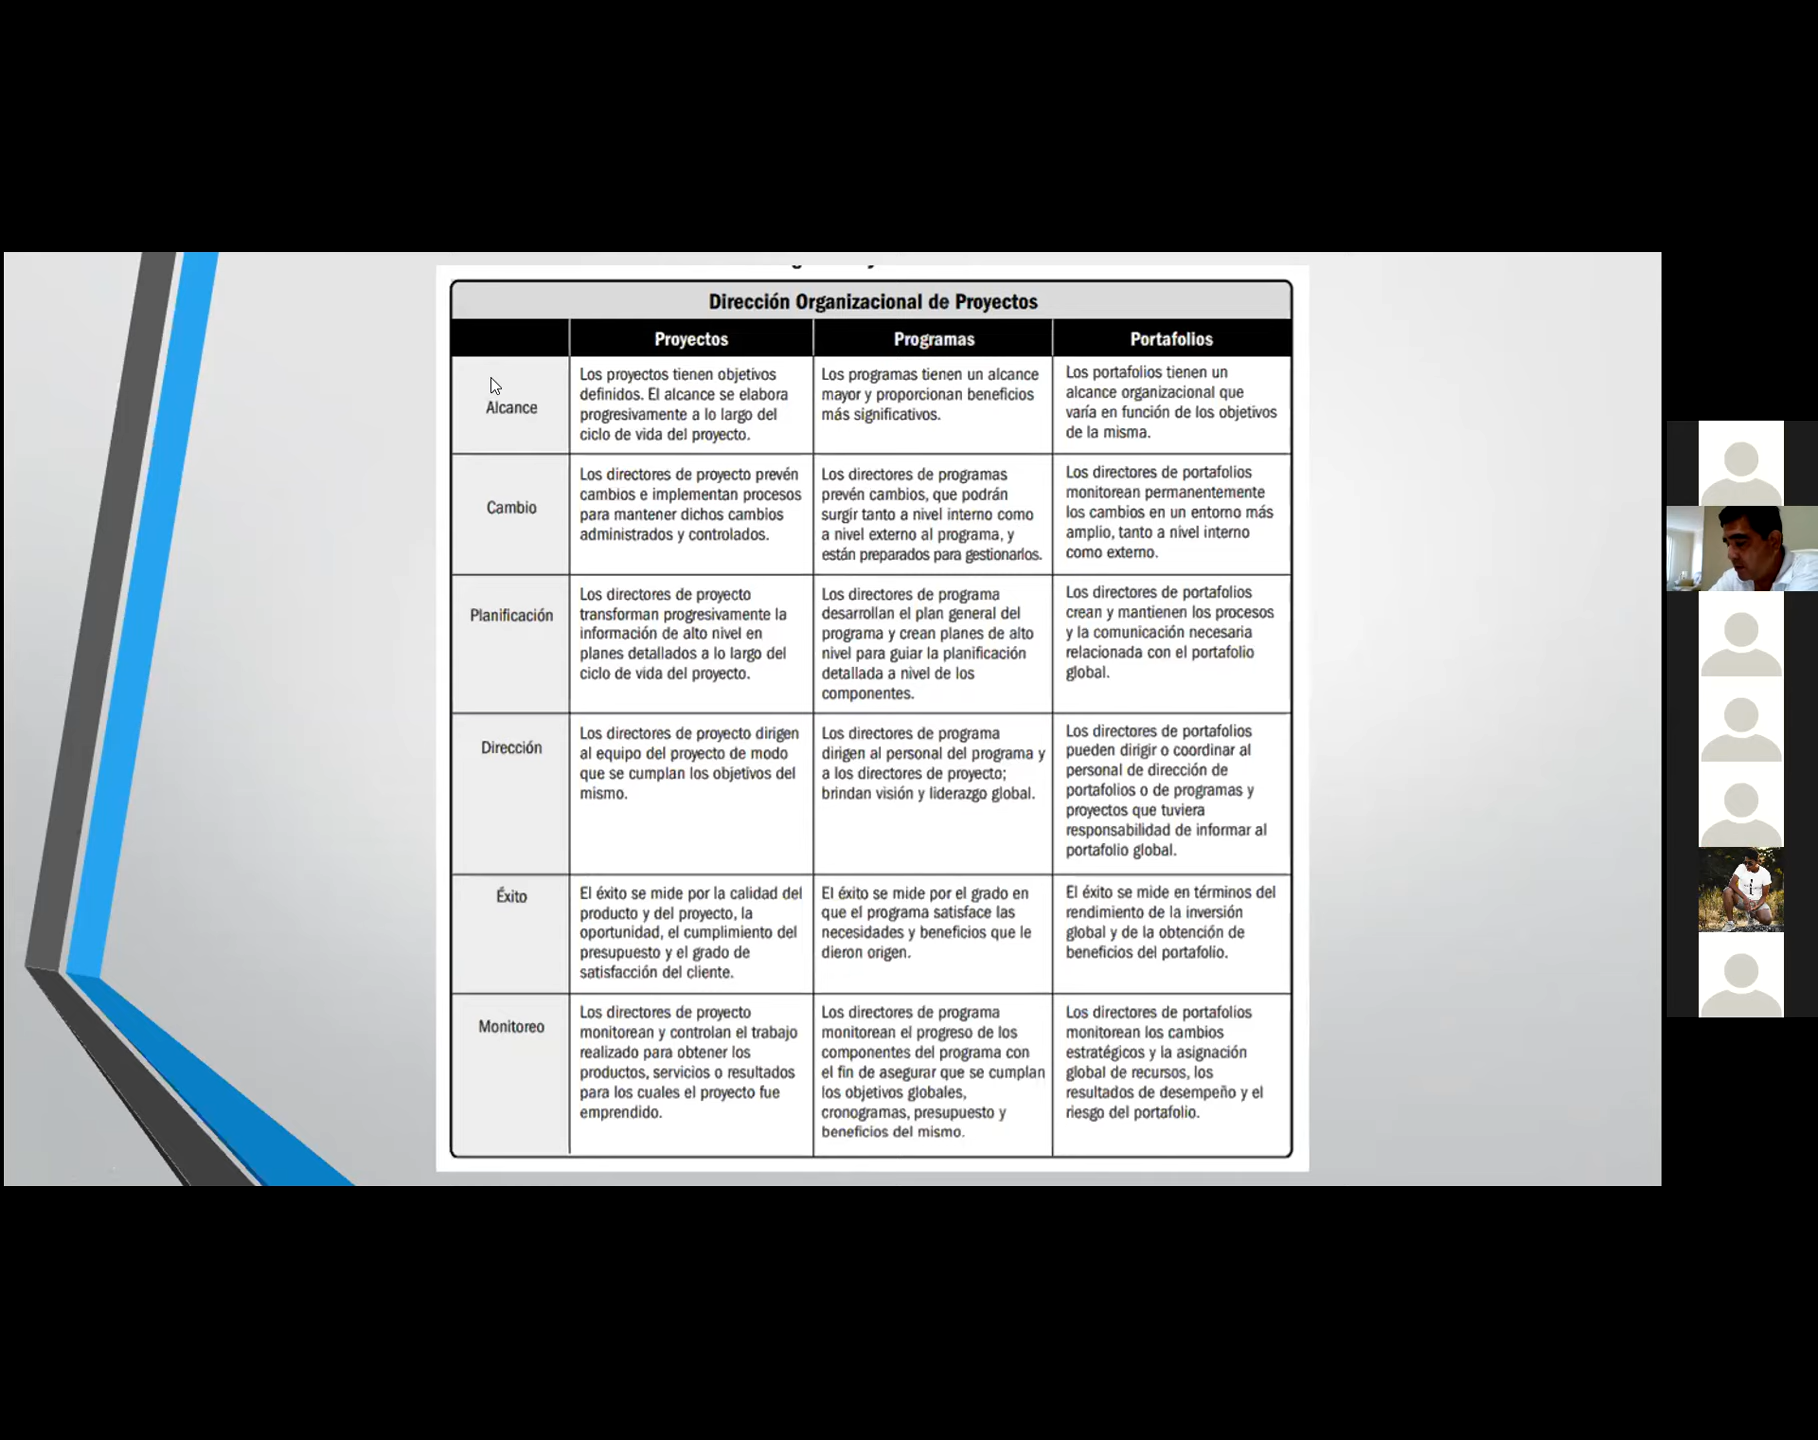 Dirección Organizacional de Proyectos
Proyectos
Programas
Portafolios
Alcance
Los proyectos tienen objetivos
definidos. El alcance se elabora
progresivamente a lo largo del
ciclo de vida del proyecto.
Los programas tienen un alcance
mayor y proporcionan beneficios
más significativos.
Los portafolios tienen un
alcance organizacional que
varía en función de los objetivos
de la misma.
Cambio
Los directores de proyecto prevén
cambios e implementan procesos
para mantener dichos cambios
administrados y controlados.
Los directores de programas
prevén cambios, que podrán
surgir tanto a nivel interno como
a nivel externo al programa, y
están preparados para gestionarlos.
Los directores de portafolios
monitorean permanentemente
los cambios en un entorno más
amplio, tanto a nivel interno
como externo.
Planificación
Los directores de proyecto
transforman progresivamente la
información de alto nivel en
planes detallados a lo largo del
ciclo de vida del proyecto.
Los directores de programa
desarrollan el plan general del
programa y crean planes de alto
nivel para guiar la planificación
detallada a nivel de los
componentes.
Los directores de portafolios
crean y mantienen los procesos
y la comunicación necesaria
relacionada con el portafolio
global.
Dirección
Los directores de proyecto dirigen
al equipo del proyecto de modo
que se cumplan los objetivos del
mismo.
Los directores de programa
dirigen al personal del programa y
a los directores de proyecto;
brindan visión y liderazgo global.
Los directores de portafolios
pueden dirigir o coordinar al
personal de dirección de
portafolios o de programas y
proyectos que tuviera
responsabilidad de informar al
portafolio global.
Éxito
El éxito se mide por la calidad del
producto y del proyecto, la
oportunidad, el cumplimiento del
presupuesto y el grado de
satisfacción del cliente.
El éxito se mide por el grado en
que el programa satisface las
necesidades y beneficios que le
dieron origen.
El éxito se mide en términos del
rendimiento de la inversión
global y de la obtención de
beneficios del portafolio.
Monitoreo
Los directores de proyecto
monitorean y controlan el trabajo
realizado para obtener los
productos, servicios o resultados
para los cuales el proyecto fue
emprendido.
Los directores de programa
monitorean el progreso de los
componentes del programa con
el fin de asegurar que se cumplan
los objetivos globales,
cronogramas, presupuesto y
beneficios del mismo.
Los directores de portafolios
monitorean los cambios
estratégicos y la asignación
global de recursos, los
resultados de desempeño y el
riesgo del portafolio.